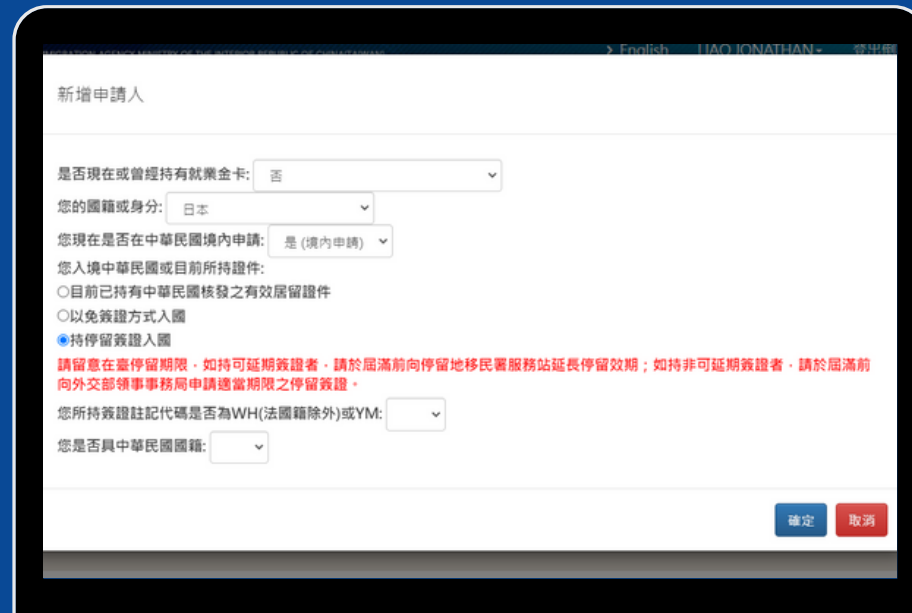 > English LIAO JONATHAN 登出
新增申請人
是否現在或曾經持有就業金卡: 否
您的國籍或身分: 日本
您現在是否在中華民國境內申請: 是 (境內申請)
您入境中華民國或目前所持證件:
○目前已持有中華民國核發之有效居留證件
○以免簽證方式入國
◉持停留簽證入國
請留意在臺停留期限，如持可延期簽證者，請於屆滿前向停留地移民署服務站延長停留效期；如持非可延期簽證者，請於屆滿前
向外交部領事事務局申請適當期限之停留簽證。
您所持簽證註記代碼是否為WH(法國籍除外)或YM:
您是否具中華民國國籍:
確定 取消